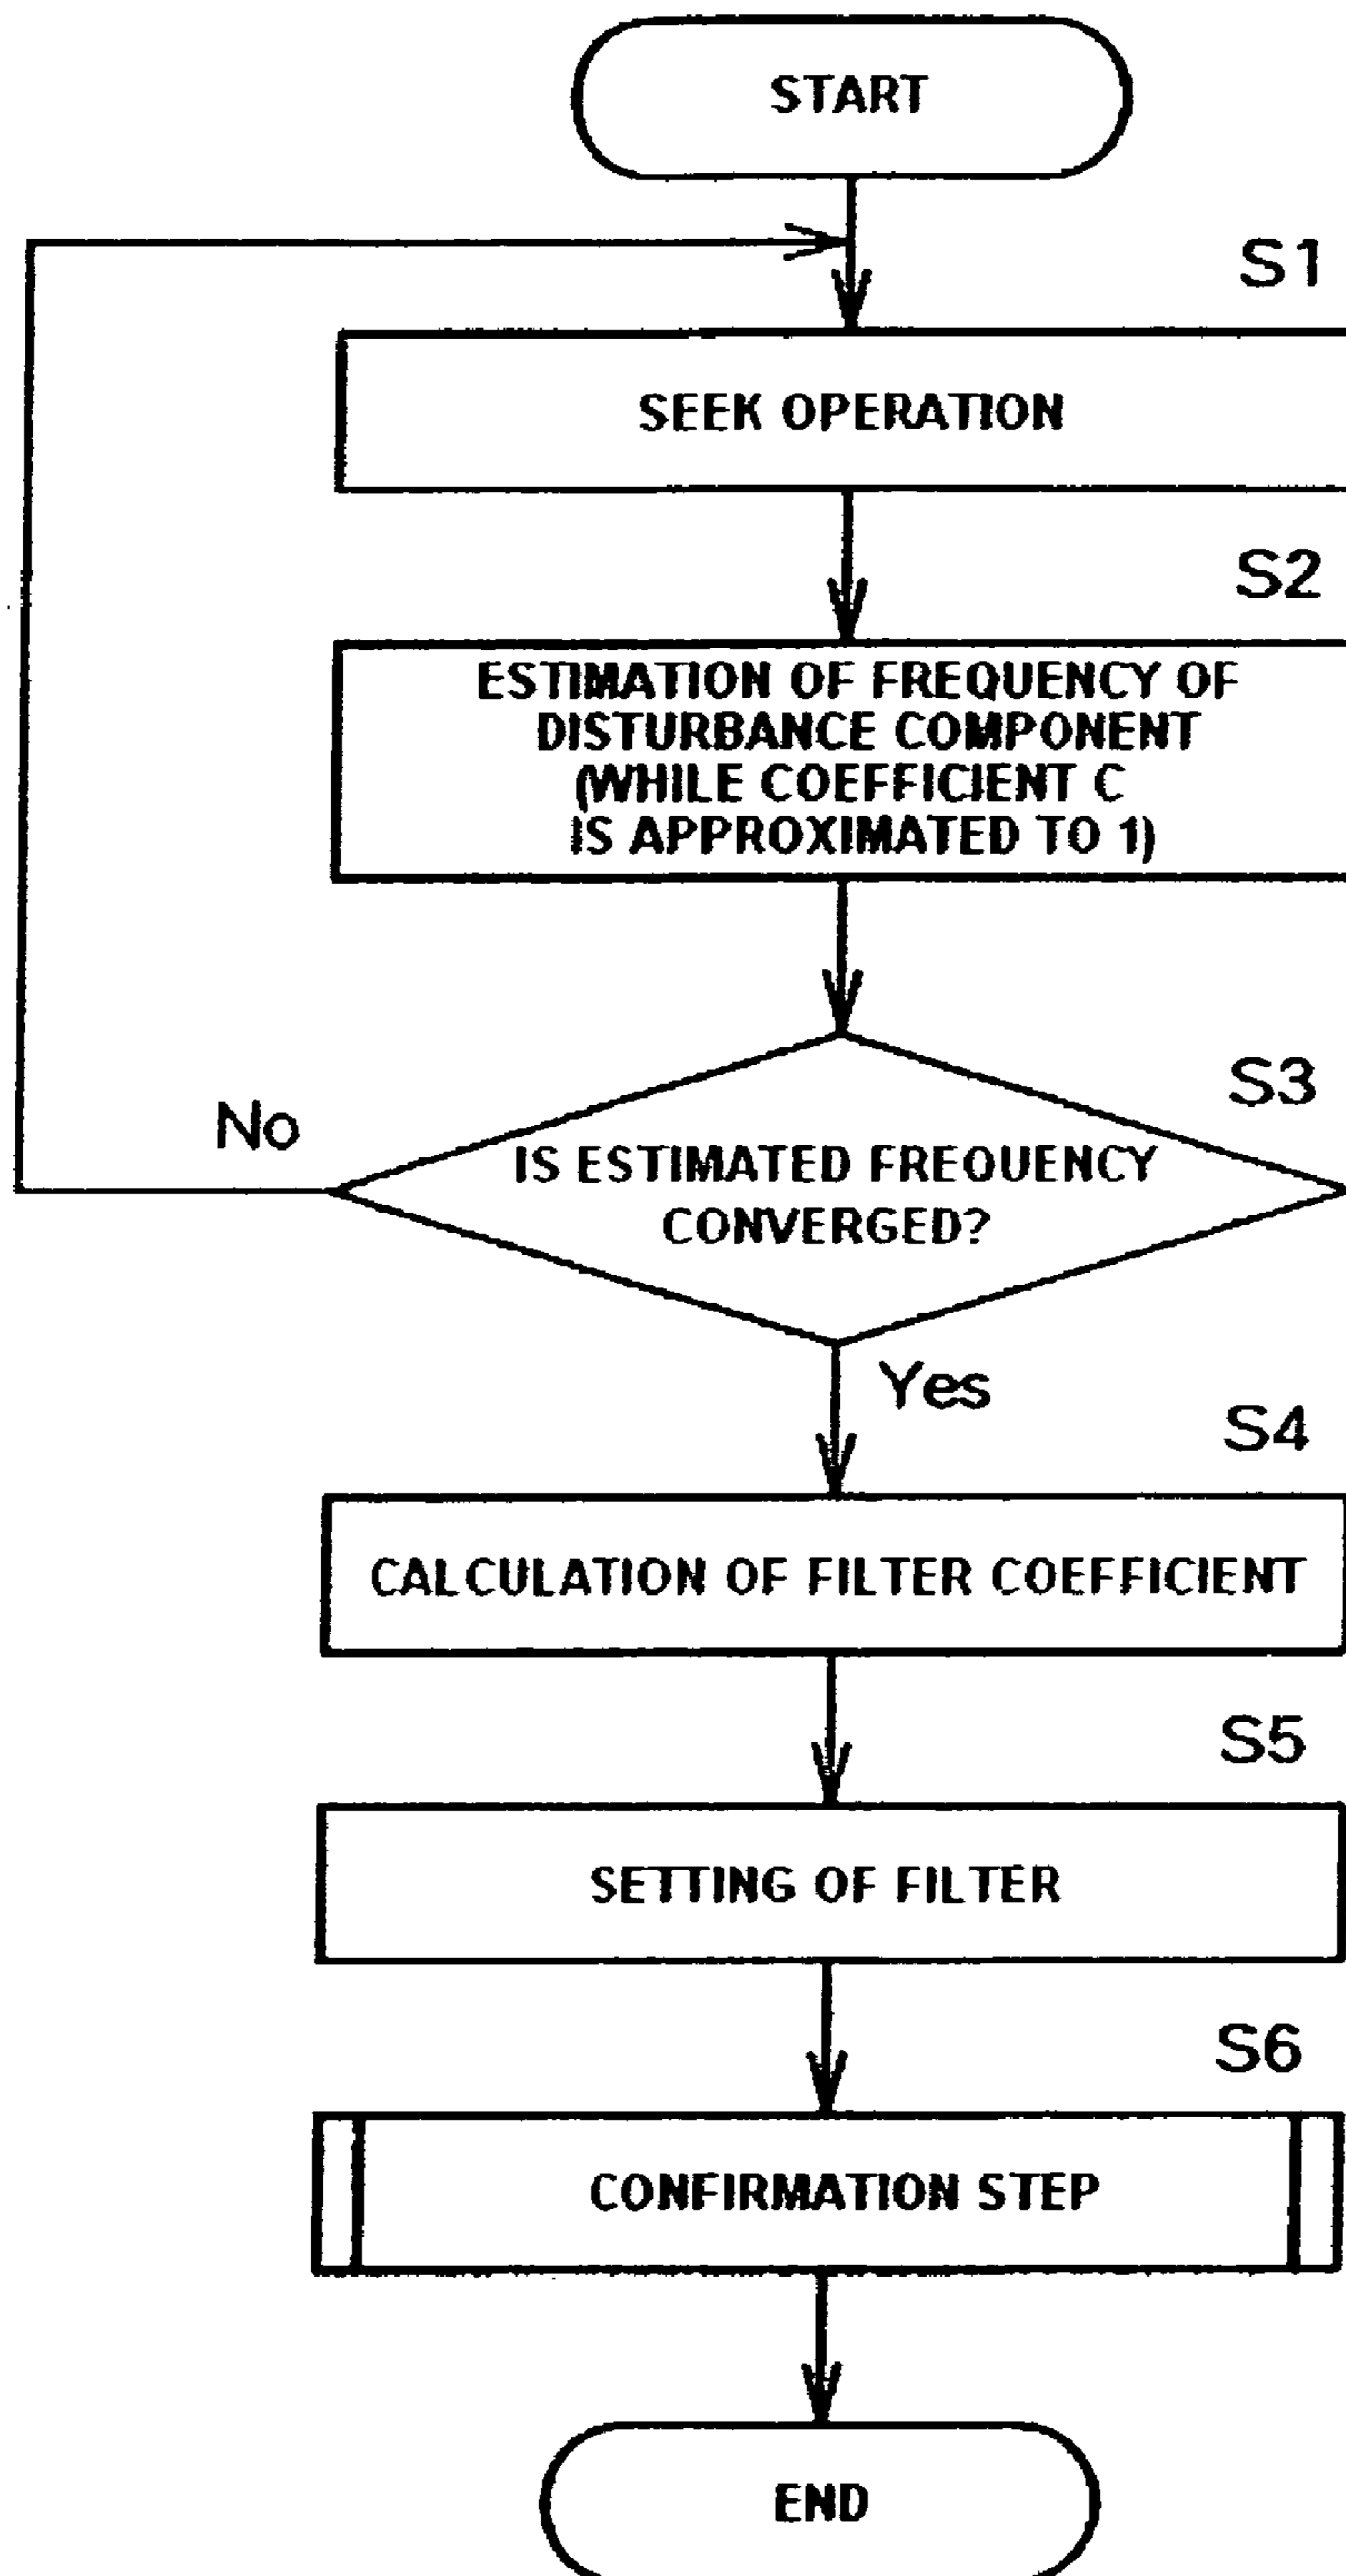 START
S1
SEEK OPERATION
S2
ESTIMATION OF FREQUENCY OF
DISTURBANCE COMPONENT
(WHILE COEFFICIENT C
IS APPROXIMATED TO 1)
S3
No
IS ESTIMATED FREQUENCY
CONVERGED?
Yes
S4
CALCULATION OF FILTER COEFFICIENT
S5
SETTING OF FILTER
S6
CONFIRMATION STEP
END